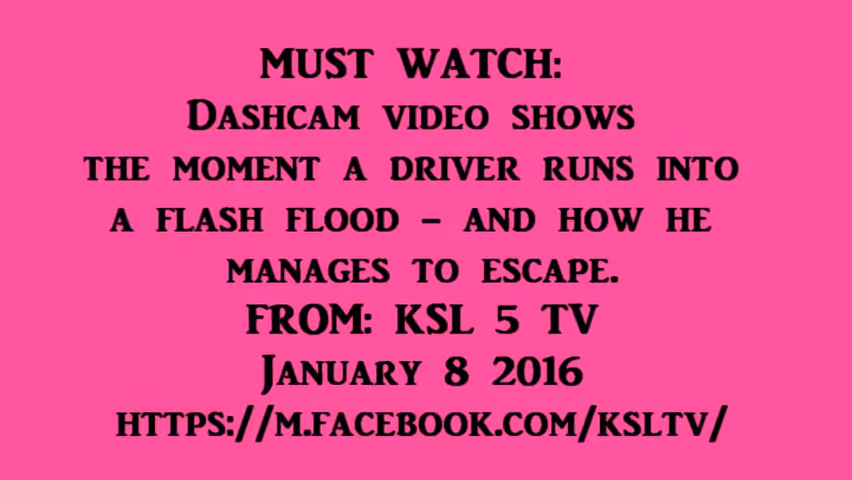 MUST WATCH:
DASHCAM VIDEO SHOWS
THE MOMENT A DRIVER RUNS INTO
A FLASH FLOOD – AND HOW HE
MANAGES TO ESCAPE.
FROM: KSL 5 TV
JANUARY 8 2016
HTTPS://M.FACEBOOK.COM/KSLTV/